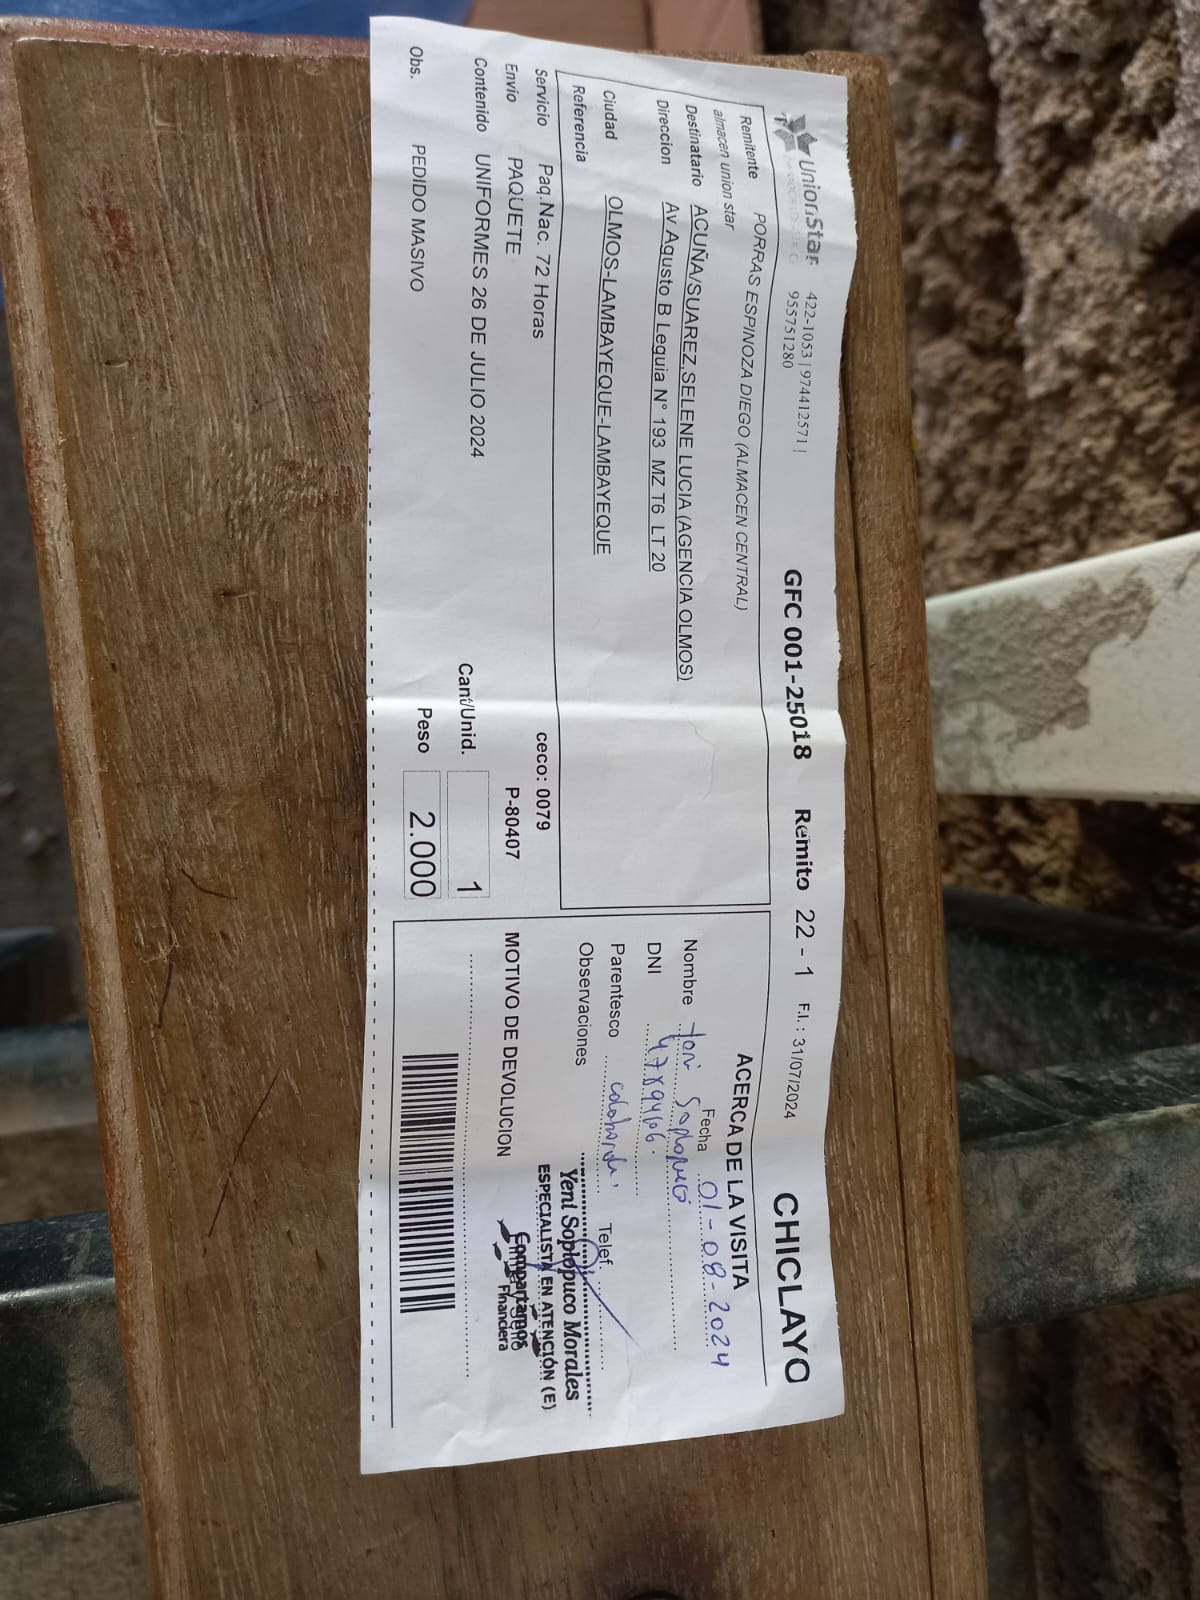 UnionStar 422-1053 | 974412571 |
955751280
GFC 001-25018 Remito 22 - 1 F.I. : 31/07/2024 CHICLAYO
Remitente PORRAS ESPINOZA DIEGO (ALMACEN CENTRAL)
almacen union star
Destinatario ACUÑA/SUAREZ,SELENE LUCIA (AGENCIA OLMOS)
Direccion Av Agusto B Leguia N° 193 MZ T6 LT 20
Ciudad OLMOS-LAMBAYEQUE-LAMBAYEQUE
Referencia
Servicio Paq.Nac. 72 Horas
ceco: 0079
Envio PAQUETE
P-80407
Contenido UNIFORMES 26 DE JULIO 2024
Cant/Unid. 1
Obs. PEDIDO MASIVO
Peso 2.000
ACERCA DE LA VISITA
Fecha 01-08-2024
Nombre Soplopuco
DNI
Parentesco
Telef.
Observaciones
Yeni Soplopuco Morales
ESPECIALISTA EN ATENCIÓN (E)
Compartamos
Financiera
MOTIVO DE DEVOLUCION